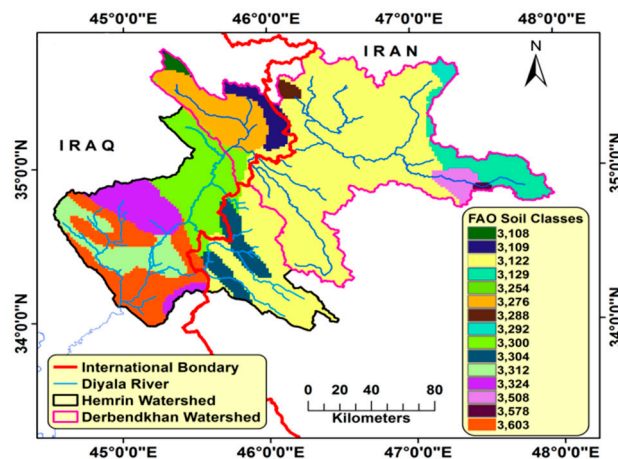 45°0'0"E 46°0'0"E 47°0'0"E 48°0'0"E
IRAN
N
IRAQ
35°0'0"N
35°0'0"N
34°0'0"N
34°0'0"N
FAO Soil Classes
3,108
3,109
3,122
3,129
3,254
3,276
3,288
3,292
3,300
3,304
3,312
3,324
3,508
3,578
3,603
International Bondary
Diyala River
Hemrin Watershed
Derbendkhan Watershed
0 20 40 80
Kilometers
45°0'0"E 46°0'0"E 47°0'0"E 48°0'0"E